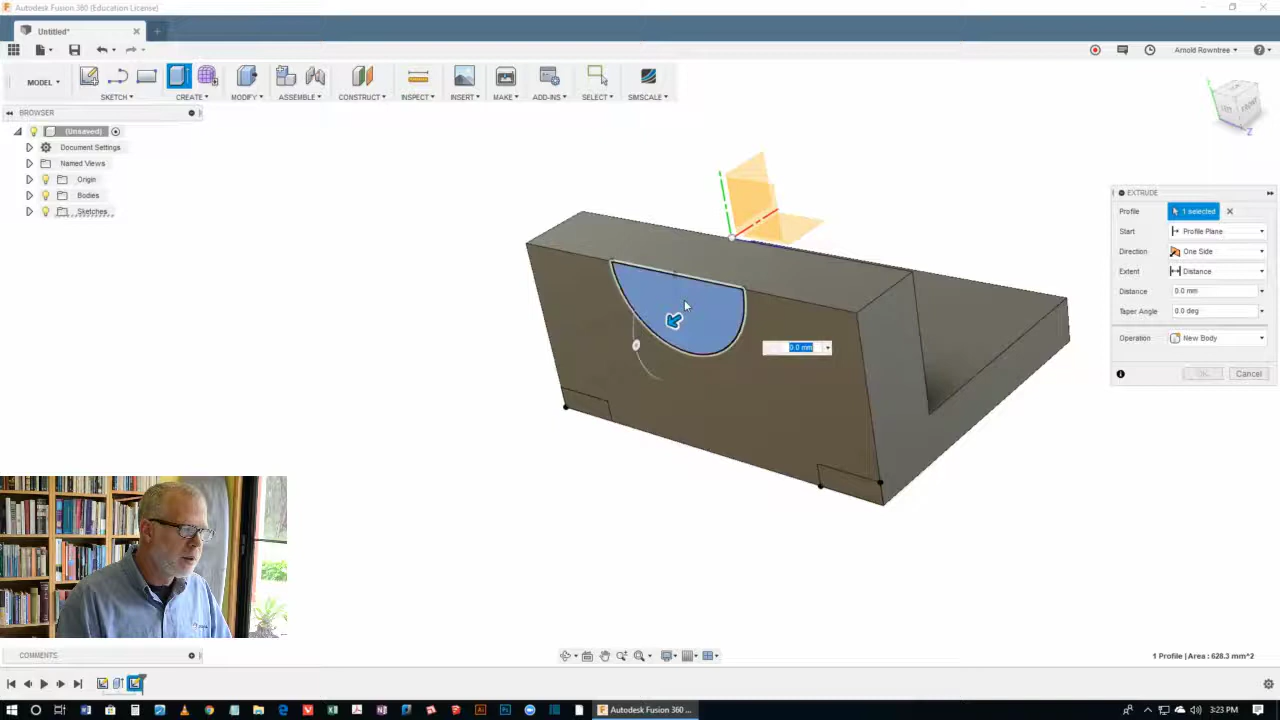 Autodesk Fusion 360 (Education License)
Untitled*
Arnold Rowntree
MODEL
SKETCH
CREATE
MODIFY
ASSEMBLE
CONSTRUCT
INSPECT
INSERT
MAKE
ADD-INS
SELECT
SIMSCALE
BROWSER
(Unsaved)
Document Settings
Named Views
Origin
Bodies
Sketches
LEFT
FRONT
Z
EXTRUDE
Profile
1 selected
Start
Profile Plane
Direction
One Side
Extent
Distance
Distance
0.0 mm
Taper Angle
0.0 deg
Operation
New Body
OK
Cancel
0.0 mm
COMMENTS
1 Profile | Area : 628.3 mm^2
Autodesk Fusion 360 ...
3:23 PM